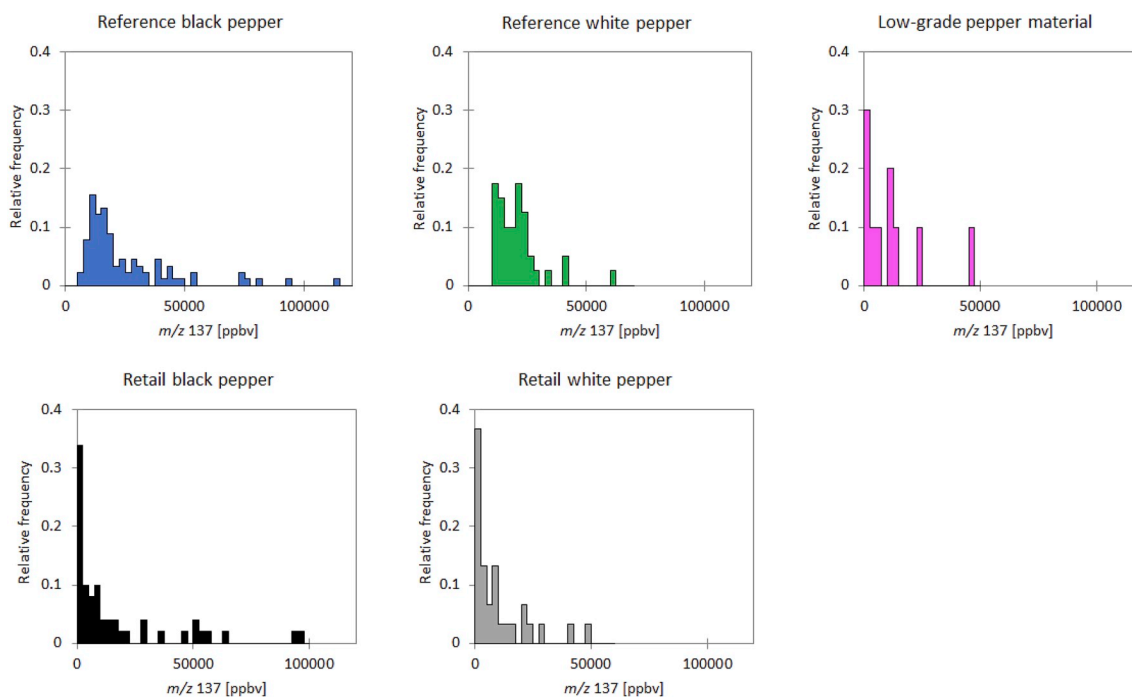 Reference black pepper
0.4
0.3
0.2
0.1
0
Relative frequency
0
50000
100000
m/z 137 [ppbv]
Reference white pepper
0.4
0.3
0.2
0.1
0
Relative frequency
0
50000
100000
m/z 137 [ppbv]
Low-grade pepper material
0.4
0.3
0.2
0.1
0
Relative frequency
0
50000
100000
m/z 137 [ppbv]
Retail black pepper
0.4
0.3
0.2
0.1
0
Relative frequency
0
50000
100000
m/z 137 [ppbv]
Retail white pepper
0.4
0.3
0.2
0.1
0
Relative frequency
0
50000
100000
m/z 137 [ppbv]